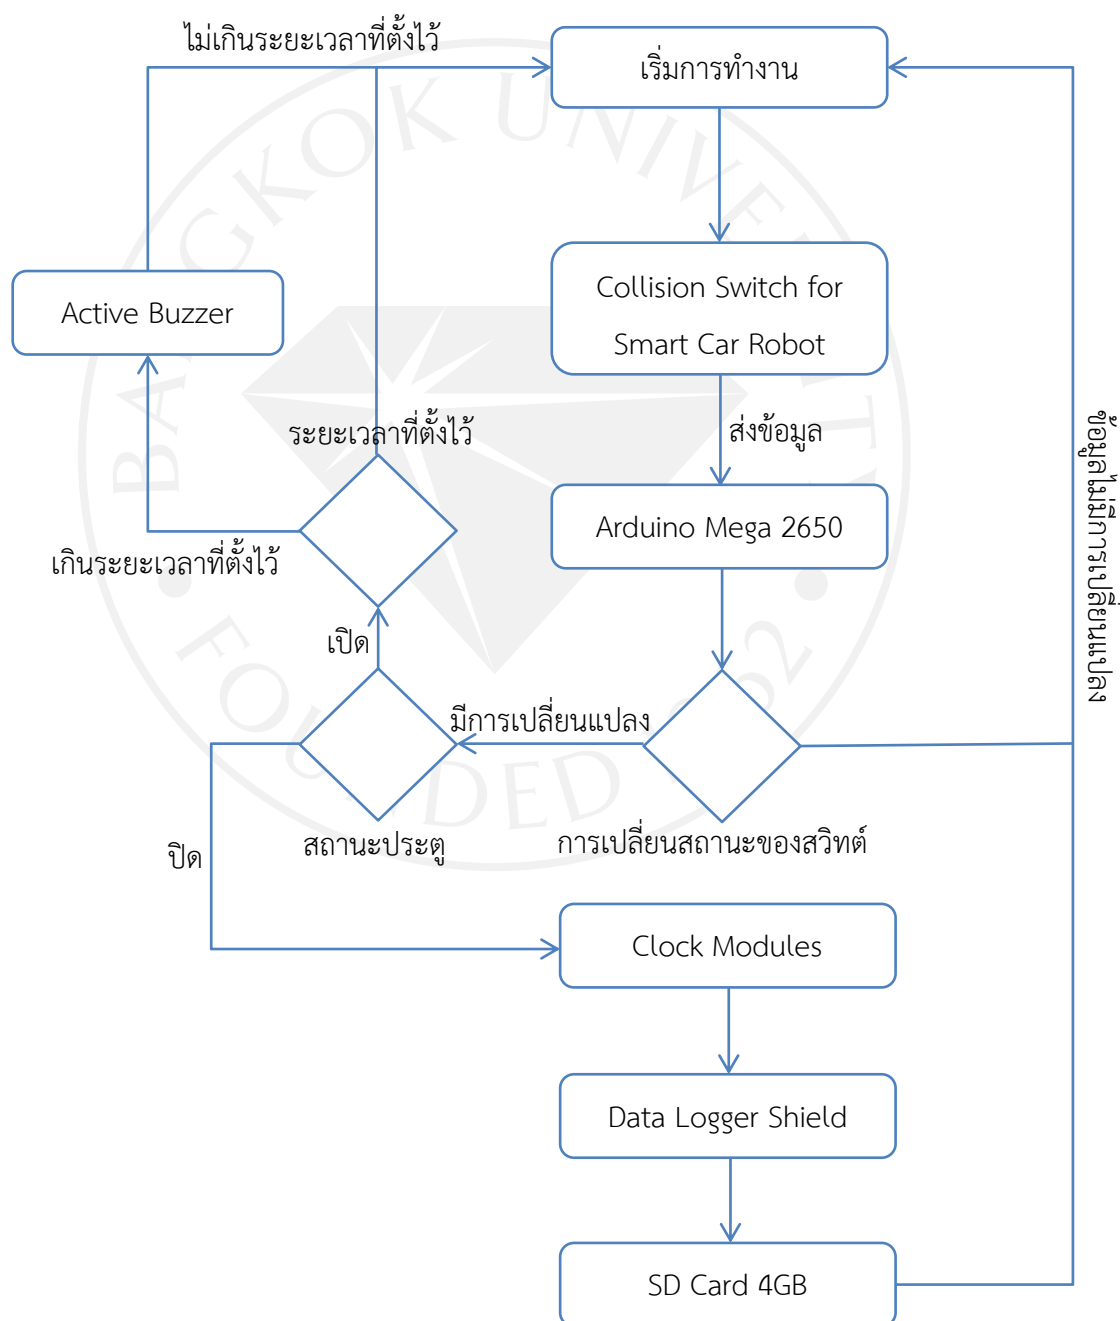 ไม่เกินระยะเวลาที่ตั้งไว้
เริ่มการทำงาน
Active Buzzer
Collision Switch for
Smart Car Robot
ระยะเวลาที่ตั้งไว้
ส่งข้อมูล
ข้อมูลไม่มีการเปลี่ยนแปลง
Arduino Mega 2650
เกินระยะเวลาที่ตั้งไว้
เปิด
มีการเปลี่ยนแปลง
สถานะประตู
การเปลี่ยนสถานะของสวิทต์
ปิด
Clock Modules
Data Logger Shield
SD Card 4GB
BANGKOK UNIVERSITY
FOUNDED 1962